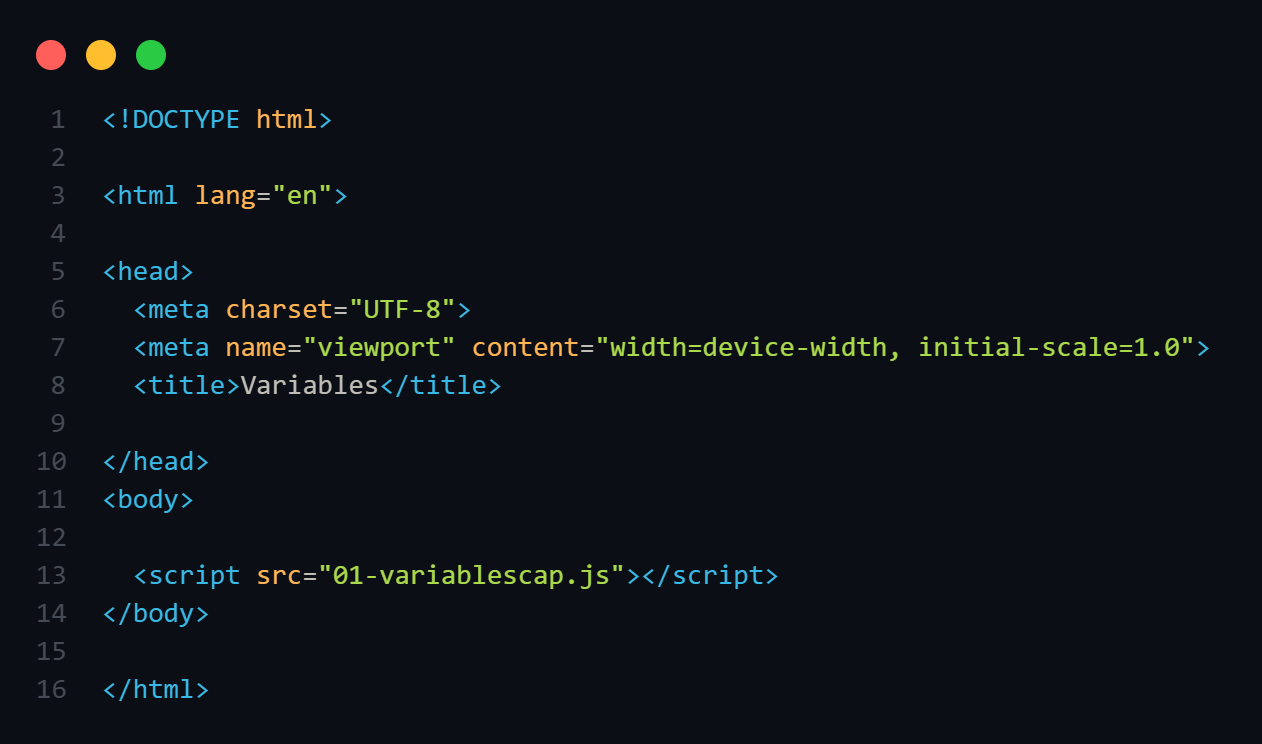 1 <!DOCTYPE html>
2
3 <html lang="en">
4
5 <head>
6   <meta charset="UTF-8">
7   <meta name="viewport" content="width=device-width, initial-scale=1.0">
8   <title>Variables</title>
9
10 </head>
11 <body>
12
13   <script src="01-variablescap.js"></script>
14 </body>
15
16 </html>